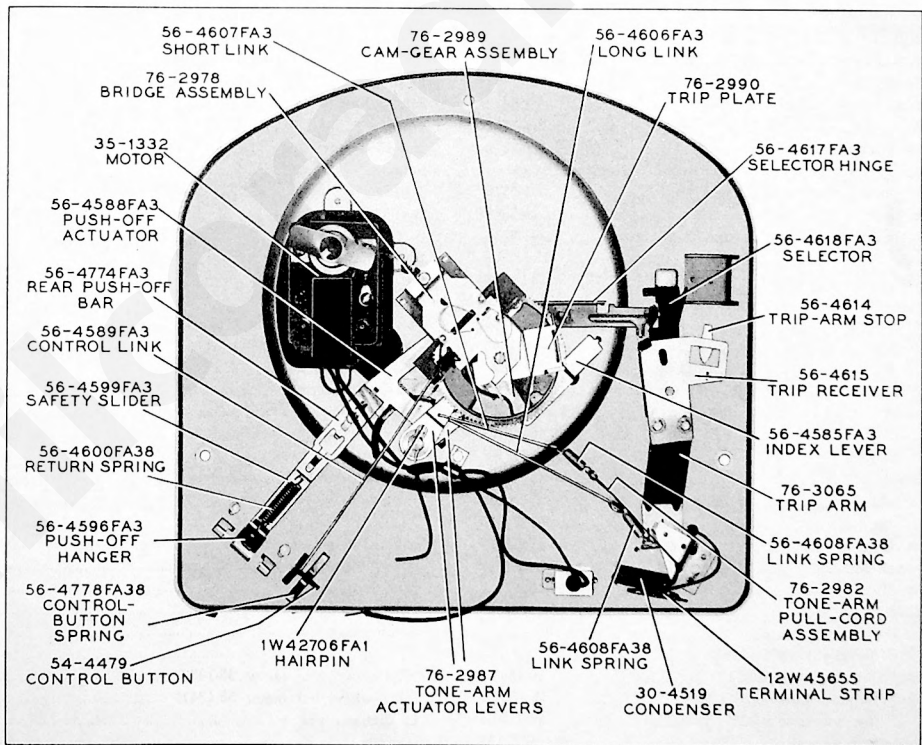 56-4607FA3
SHORT LINK
76-2989
CAM-GEAR ASSEMBLY
56-4606FA3
LONG LINK
76-2978
BRIDGE ASSEMBLY
76-2990
TRIP PLATE
35-1332
MOTOR
56-4617FA3
SELECTOR HINGE
56-4588FA3
PUSH-OFF
ACTUATOR
56-4618FA3
SELECTOR
56-4774FA3
REAR PUSH-OFF
BAR
56-4614
TRIP-ARM STOP
56-4589FA3
CONTROL LINK
56-4615
TRIP RECEIVER
56-4599FA3
SAFETY SLIDER
56-4585FA3
INDEX LEVER
56-4600FA38
RETURN SPRING
76-3065
TRIP ARM
56-4596FA3
PUSH-OFF
HANGER
56-4608FA38
LINK SPRING
56-4778FA38
CONTROL-
BUTTON
SPRING
76-2982
TONE-ARM
PULL-CORD
ASSEMBLY
54-4479
CONTROL BUTTON
1W42706FA1
HAIRPIN
76-2987
TONE-ARM
ACTUATOR LEVERS
56-4608FA38
LINK SPRING
30-4519
CONDENSER
12W45655
TERMINAL STRIP